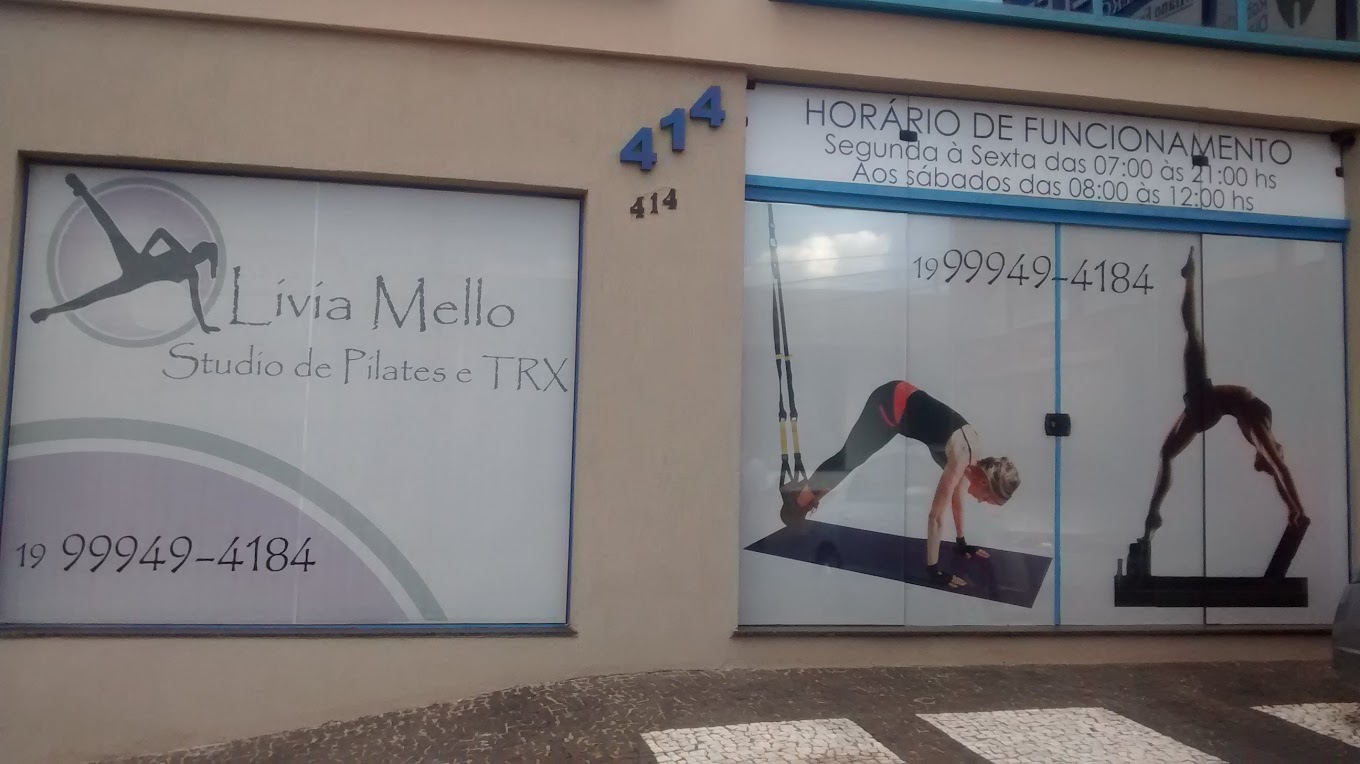 Livia Mello
Studio de Pilates e TRX
19 99949-4184
414
414
HORÁRIO DE FUNCIONAMENTO
Segunda à Sexta das 07:00 às 21:00 hs
Aos sábados das 08:00 às 12:00 hs
19 99949-4184